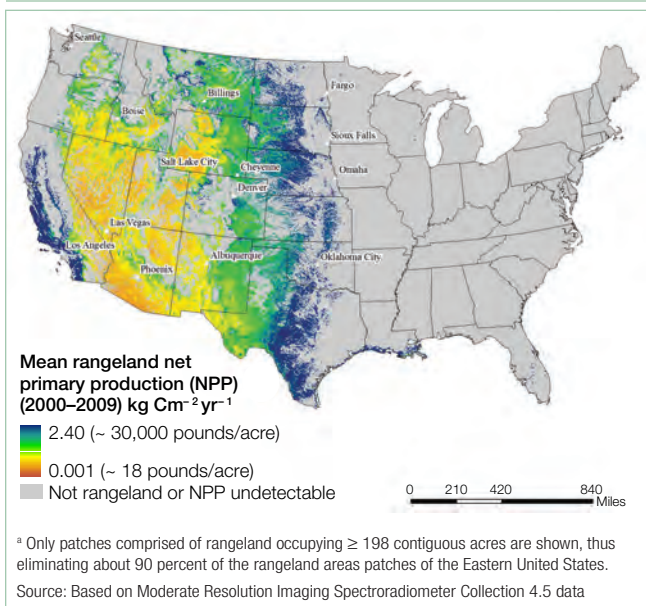 Seattle
Billings
Fargo
Boise
Sioux Falls
Salt Lake City
Cheyenne
Omaha
Denver
Las Vegas
Los Angeles
Albuquerque
Oklahoma City
Phoenix
Mean rangeland net
primary production (NPP)
(2000–2009) kg Cm⁻² yr⁻¹
2.40 (~ 30,000 pounds/acre)
0.001 (~ 18 pounds/acre)
Not rangeland or NPP undetectable
0 210 420 840
Miles
ᵃ Only patches comprised of rangeland occupying ≥ 198 contiguous acres are shown, thus
eliminating about 90 percent of the rangeland areas patches of the Eastern United States.
Source: Based on Moderate Resolution Imaging Spectroradiometer Collection 4.5 data